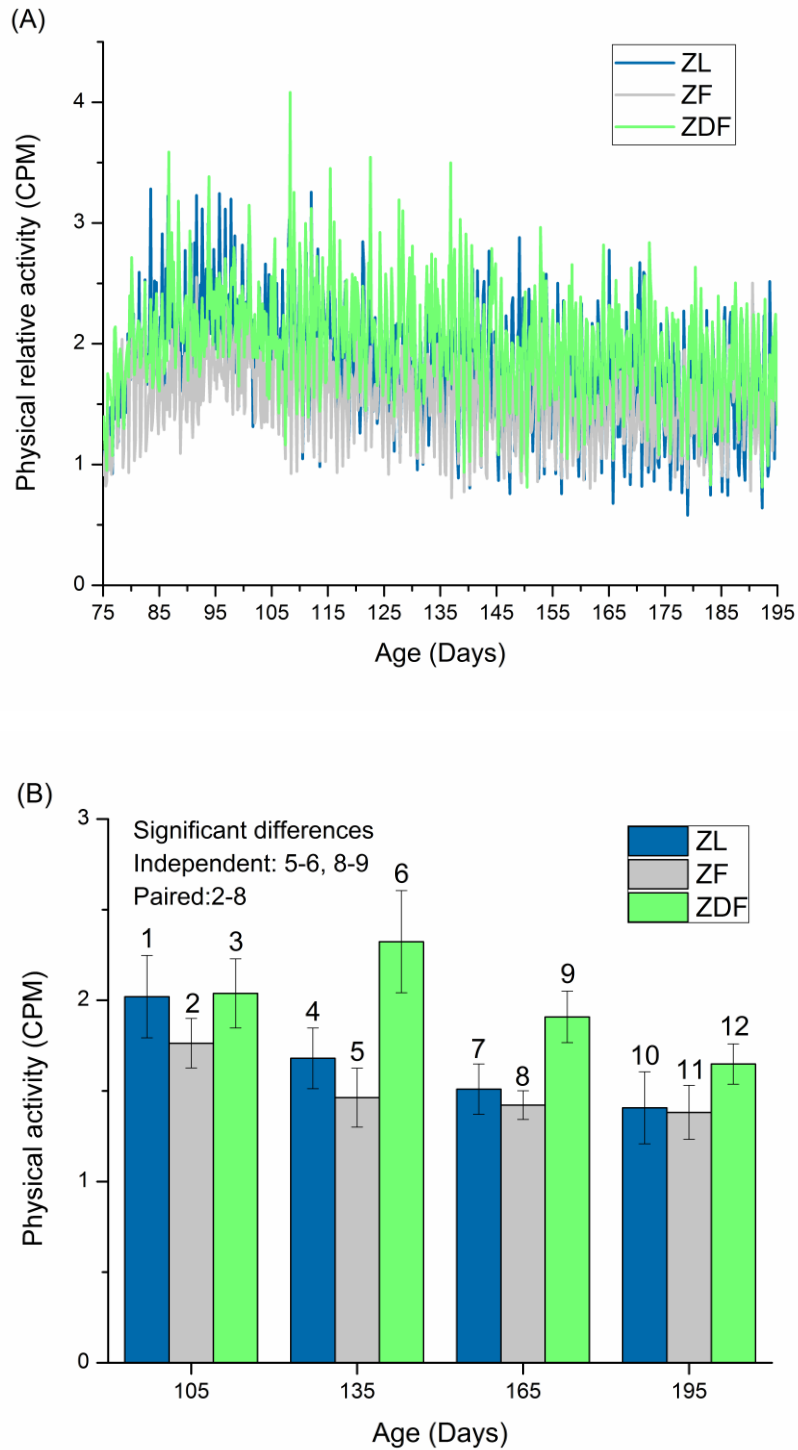 (A)
Physical relative activity (CPM)
4
3
2
1
0
ZL
ZF
ZDF
75 85 95 105 115 125 135 145 155 165 175 185 195
Age (Days)
(B)
Physical activity (CPM)
3
2
1
0
Significant differences
Independent: 5-6, 8-9
Paired:2-8
ZL
ZF
ZDF
1 2 3 4 5 6 7 8 9 10 11 12
105 135 165 195
Age (Days)